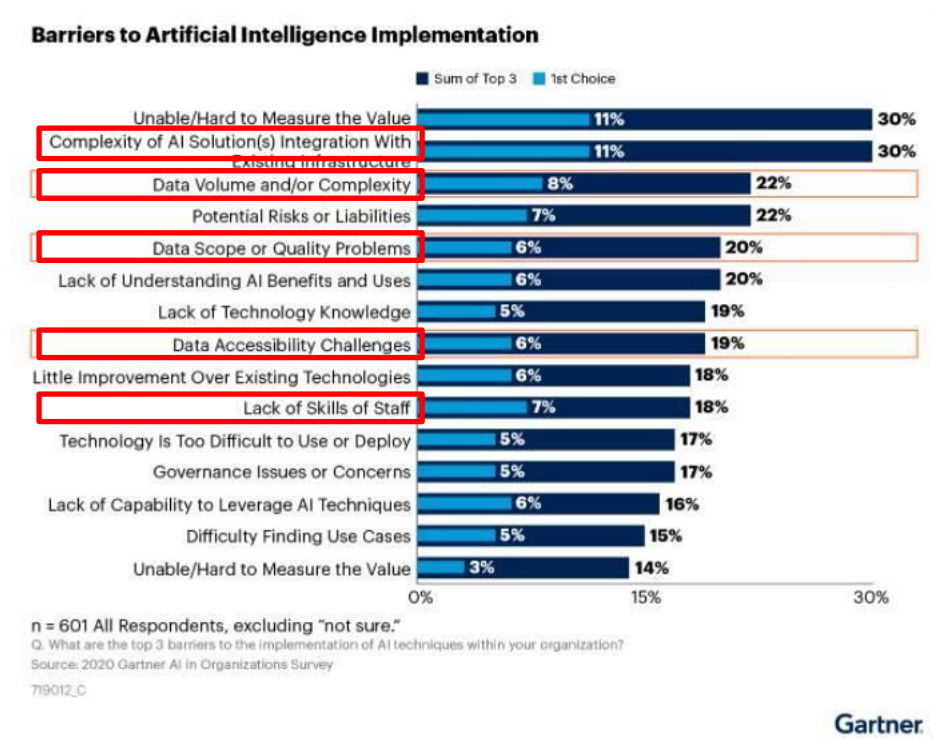 Barriers to Artificial Intelligence Implementation
Sum of Top 3 1st Choice
Unable/Hard to Measure the Value 11% 30%
Complexity of AI Solution(s) Integration With
Existing Infrastructure 11% 30%
Data Volume and/or Complexity 8% 22%
Potential Risks or Liabilities 7% 22%
Data Scope or Quality Problems 6% 20%
Lack of Understanding AI Benefits and Uses 6% 20%
Lack of Technology Knowledge 5% 19%
Data Accessibility Challenges 6% 19%
Little Improvement Over Existing Technologies 6% 18%
Lack of Skills of Staff 7% 18%
Technology Is Too Difficult to Use or Deploy 5% 17%
Governance Issues or Concerns 5% 17%
Lack of Capability to Leverage AI Techniques 6% 16%
Difficulty Finding Use Cases 5% 15%
Unable/Hard to Measure the Value 3% 14%
0% 15% 30%
n = 601 All Respondents, excluding "not sure."
Q. What are the top 3 barriers to the implementation of AI techniques within your organization?
Source: 2020 Gartner AI in Organizations Survey
719012_C
Gartner